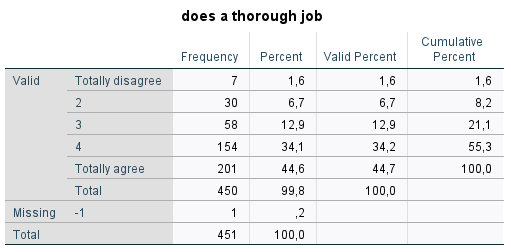 does a thorough job
Frequency Percent Valid Percent Cumulative Percent
Valid Totally disagree 7 1,6 1,6 1,6
2 30 6,7 6,7 8,2
3 58 12,9 12,9 21,1
4 154 34,1 34,2 55,3
Totally agree 201 44,6 44,7 100,0
Total 450 99,8 100,0
Missing -1 1 ,2
Total 451 100,0